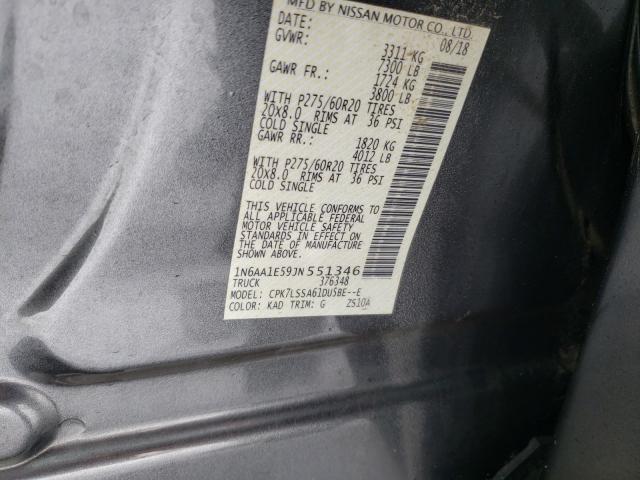 MFD BY NISSAN MOTOR CO., LTD.
DATE: 08/18
GVWR: 3311 KG
7300 LB
GAWR FR.: 1724 KG
3800 LB
WITH P275/60R20 TIRES
20X8.0 RIMS AT 36 PSI
COLD SINGLE
GAWR RR.: 1820 KG
4012 LB
WITH P275/60R20 TIRES
20X8.0 RIMS AT 36 PSI
COLD SINGLE
THIS VEHICLE CONFORMS TO
ALL APPLICABLE FEDERAL
MOTOR VEHICLE SAFETY
STANDARDS IN EFFECT ON
THE DATE OF MANUFACTURE
SHOWN ABOVE.
1N6AA1E59JN551346
TRUCK 376348
MODEL: CPK7LSSA61DU5BE--E
COLOR: KAD TRIM: G ZS10A